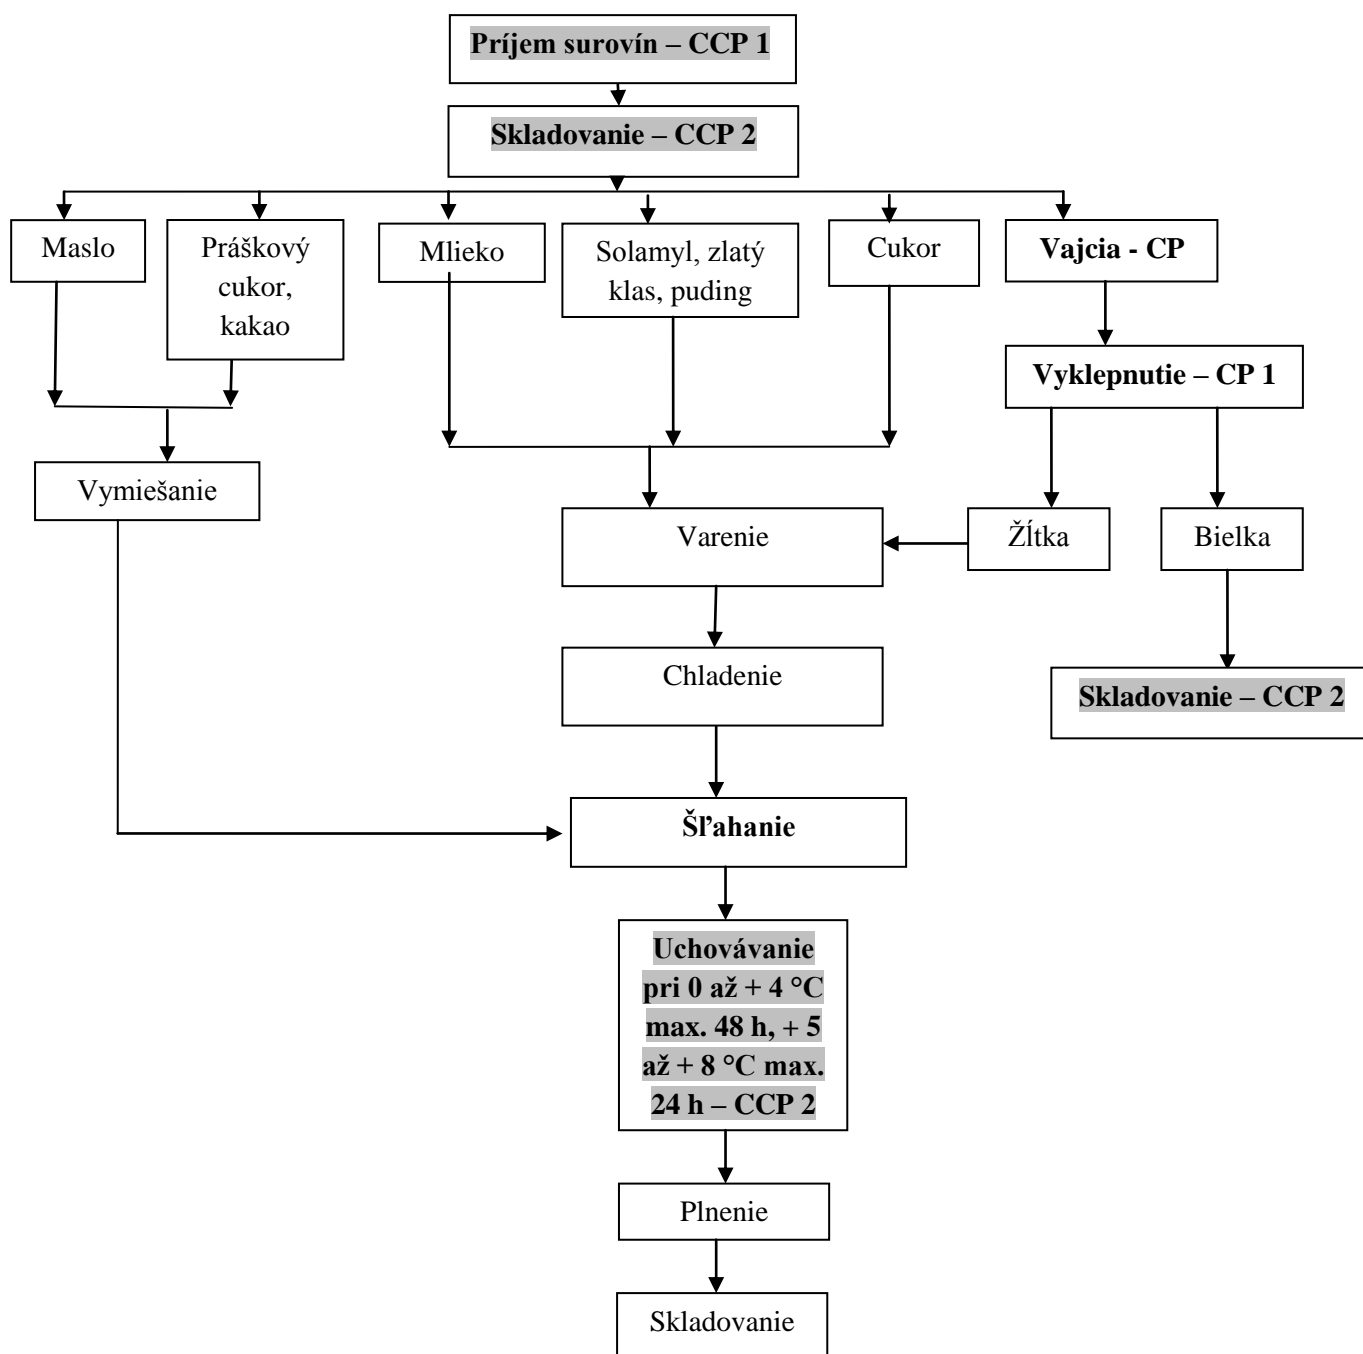 Príjem surovín – CCP 1
Skladovanie – CCP 2
Maslo
Práškový
cukor,
kakao
Mlieko
Solamyl, zlatý
klas, puding
Cukor
Vajcia - CP
Vyklepnutie – CP 1
Vymiešanie
Varenie
Žĺtka
Bielka
Chladenie
Skladovanie – CCP 2
Šľahanie
Uchovávanie
pri 0 až + 4 °C
max. 48 h, + 5
až + 8 °C max.
24 h – CCP 2
Plnenie
Skladovanie